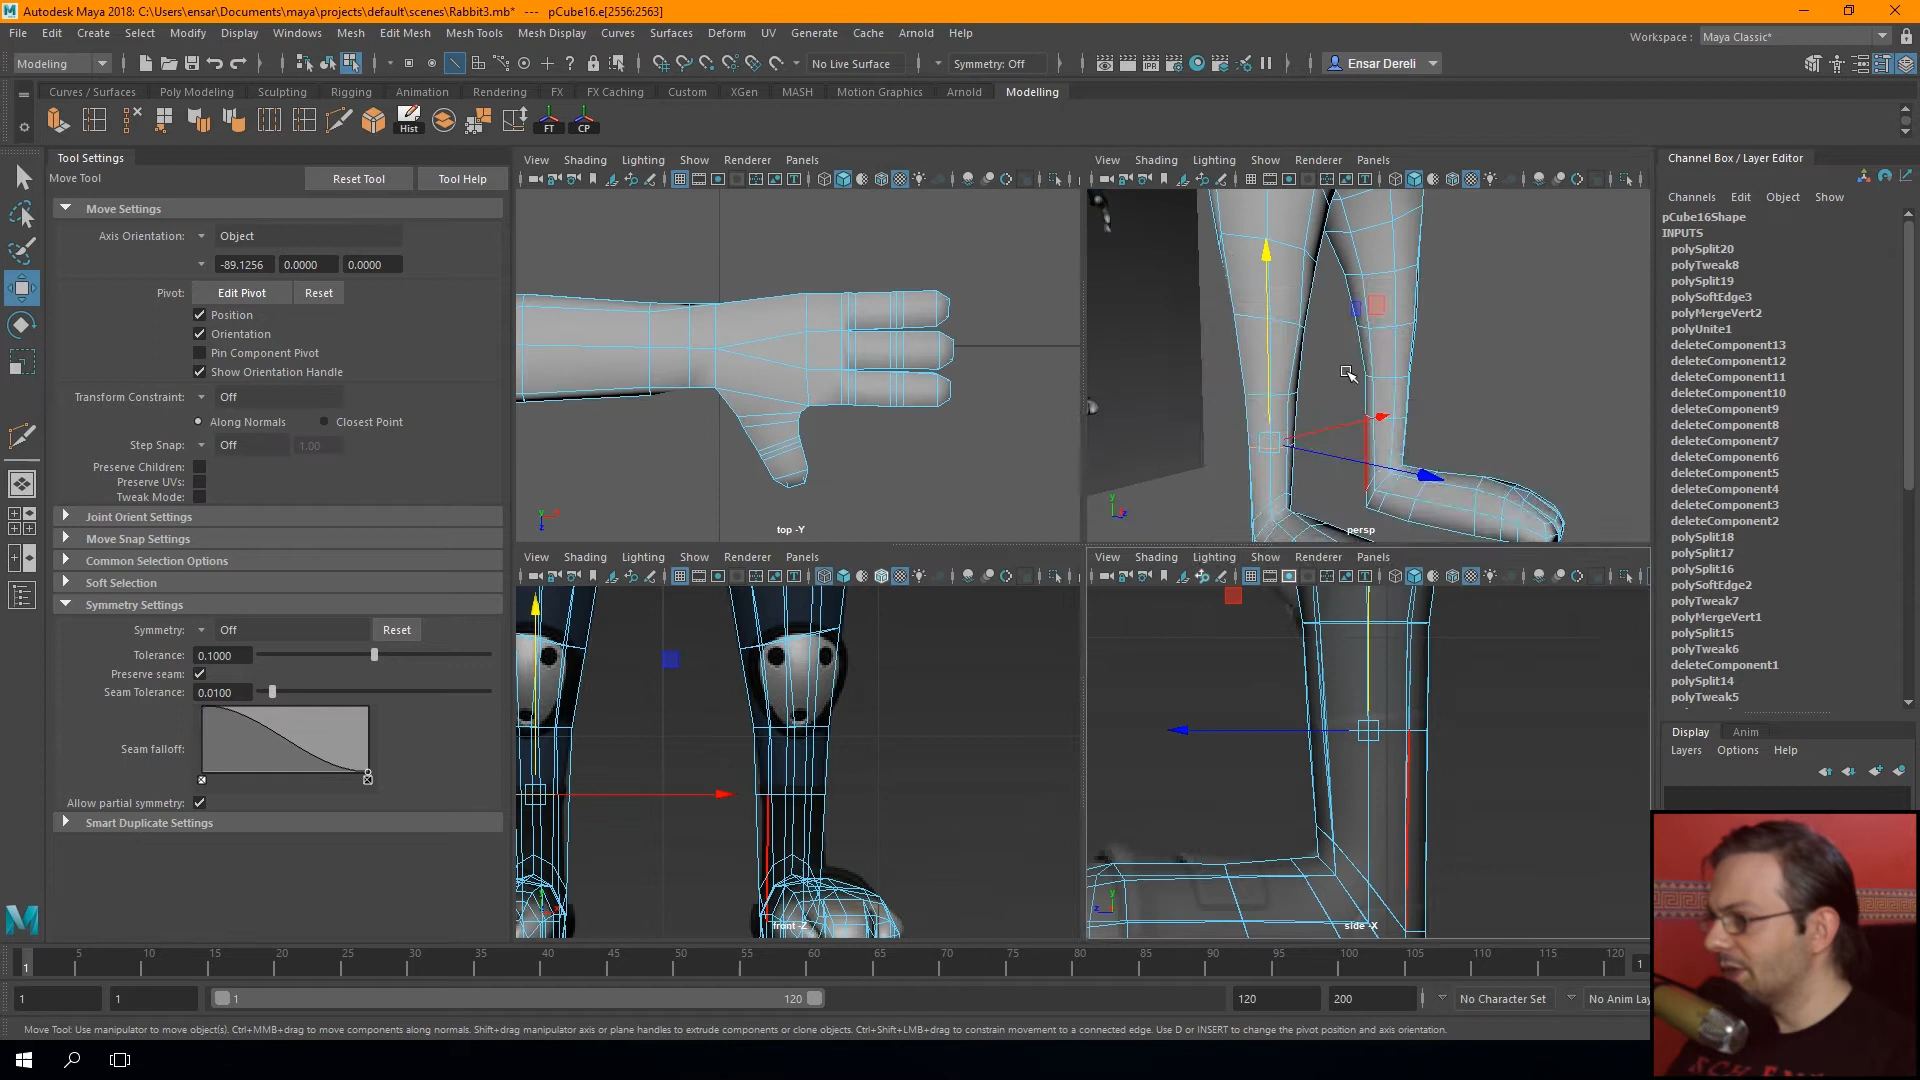 Autodesk Maya 2018: C:\Users\ensar\Documents\maya\projects\default\scenes\Rabbit3.mb*   ---   pCube16.e[2556:2563]
File Edit Create Select Modify Display Windows Mesh Edit Mesh Mesh Tools Mesh Display Curves Surfaces Deform UV Generate Cache Arnold Help
Workspace : Maya Classic*
Modeling No Live Surface Symmetry: Off Ensar Dereli
Curves / Surfaces Poly Modeling Sculpting Rigging Animation Rendering FX FX Caching Custom XGen MASH Motion Graphics Arnold Modelling
Hist FT CP
Tool Settings
Move Tool Reset Tool Tool Help
Move Settings
Axis Orientation: Object
-89.1256 0.0000 0.0000
Pivot: Edit Pivot Reset
Position
Orientation
Pin Component Pivot
Show Orientation Handle
Transform Constraint: Off
Along Normals Closest Point
Step Snap: Off 1.00
Preserve Children:
Preserve UVs:
Tweak Mode:
Joint Orient Settings
Move Snap Settings
Common Selection Options
Soft Selection
Symmetry Settings
Symmetry: Off Reset
Tolerance: 0.1000
Preserve seam:
Seam Tolerance: 0.0100
Seam falloff:
Allow partial symmetry:
Smart Duplicate Settings
View Shading Lighting Show Renderer Panels
top -Y
View Shading Lighting Show Renderer Panels
persp
View Shading Lighting Show Renderer Panels
front -Z
View Shading Lighting Show Renderer Panels
side -X
Channel Box / Layer Editor
Channels Edit Object Show
pCube16Shape
INPUTS
polySplit20
polyTweak8
polySplit19
polySoftEdge3
polyMergeVert2
polyUnite1
deleteComponent13
deleteComponent12
deleteComponent11
deleteComponent10
deleteComponent9
deleteComponent8
deleteComponent7
deleteComponent6
deleteComponent5
deleteComponent4
deleteComponent3
deleteComponent2
polySplit18
polySplit17
polySplit16
polySoftEdge2
polyTweak7
polyMergeVert1
polySplit15
polyTweak6
deleteComponent1
polySplit14
polyTweak5
Display Anim
Layers Options Help
1 5 10 15 20 25 30 35 40 45 50 55 60 65 70 75 80 85 90 95 100 105 110 115 120 1
1 1 1 120 120 200 No Character Set No Anim Lay
Move Tool: Use manipulator to move object(s). Ctrl+MMB+drag to move components along normals. Shift+drag manipulator axis or plane handles to extrude components or clone objects. Ctrl+Shift+LMB+drag to constrain movement to a connected edge. Use D or INSERT to change the pivot position and axis orientation.